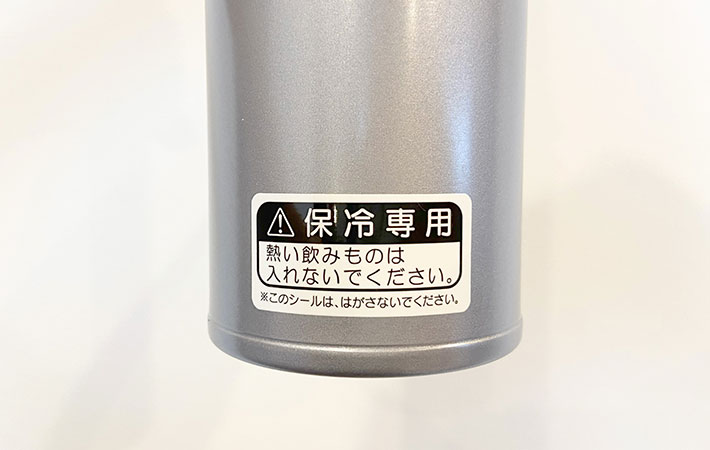 ⚠保冷専用
熱い飲みものは
入れないでください。
※このシールは、はがさないでください。